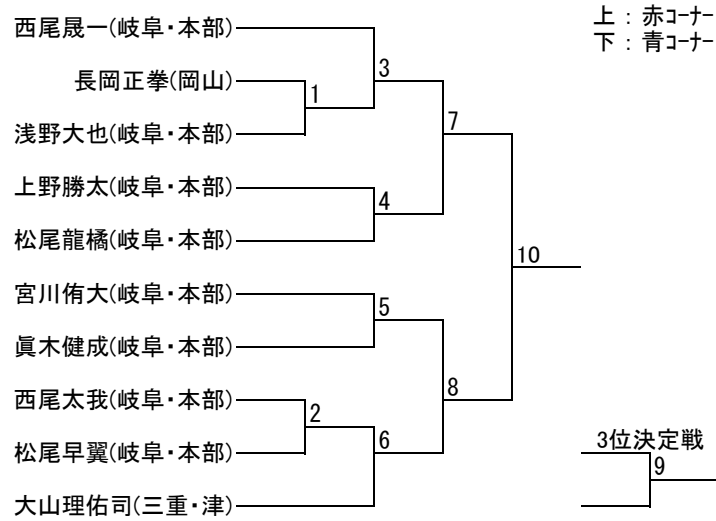 上：赤ｺｰﾅｰ
下：青ｺｰﾅｰ
西尾晟一(岐阜・本部)
3
長岡正拳(岡山)
1
7
浅野大也(岐阜・本部)
上野勝太(岐阜・本部)
4
松尾龍橘(岐阜・本部)
10
宮川侑大(岐阜・本部)
5
眞木健成(岐阜・本部)
8
西尾太我(岐阜・本部)
2
松尾早翼(岐阜・本部)
6
3位決定戦
9
大山理佑司(三重・津)